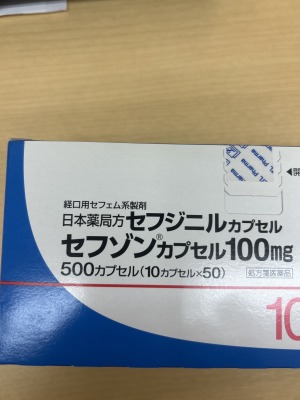 L Pharma
◀開
経口用セフェム系製剤
日本薬局方 セフジニルカプセル
セフゾン®カプセル100mg
500カプセル(10カプセル×50)
処方箋医薬品
10